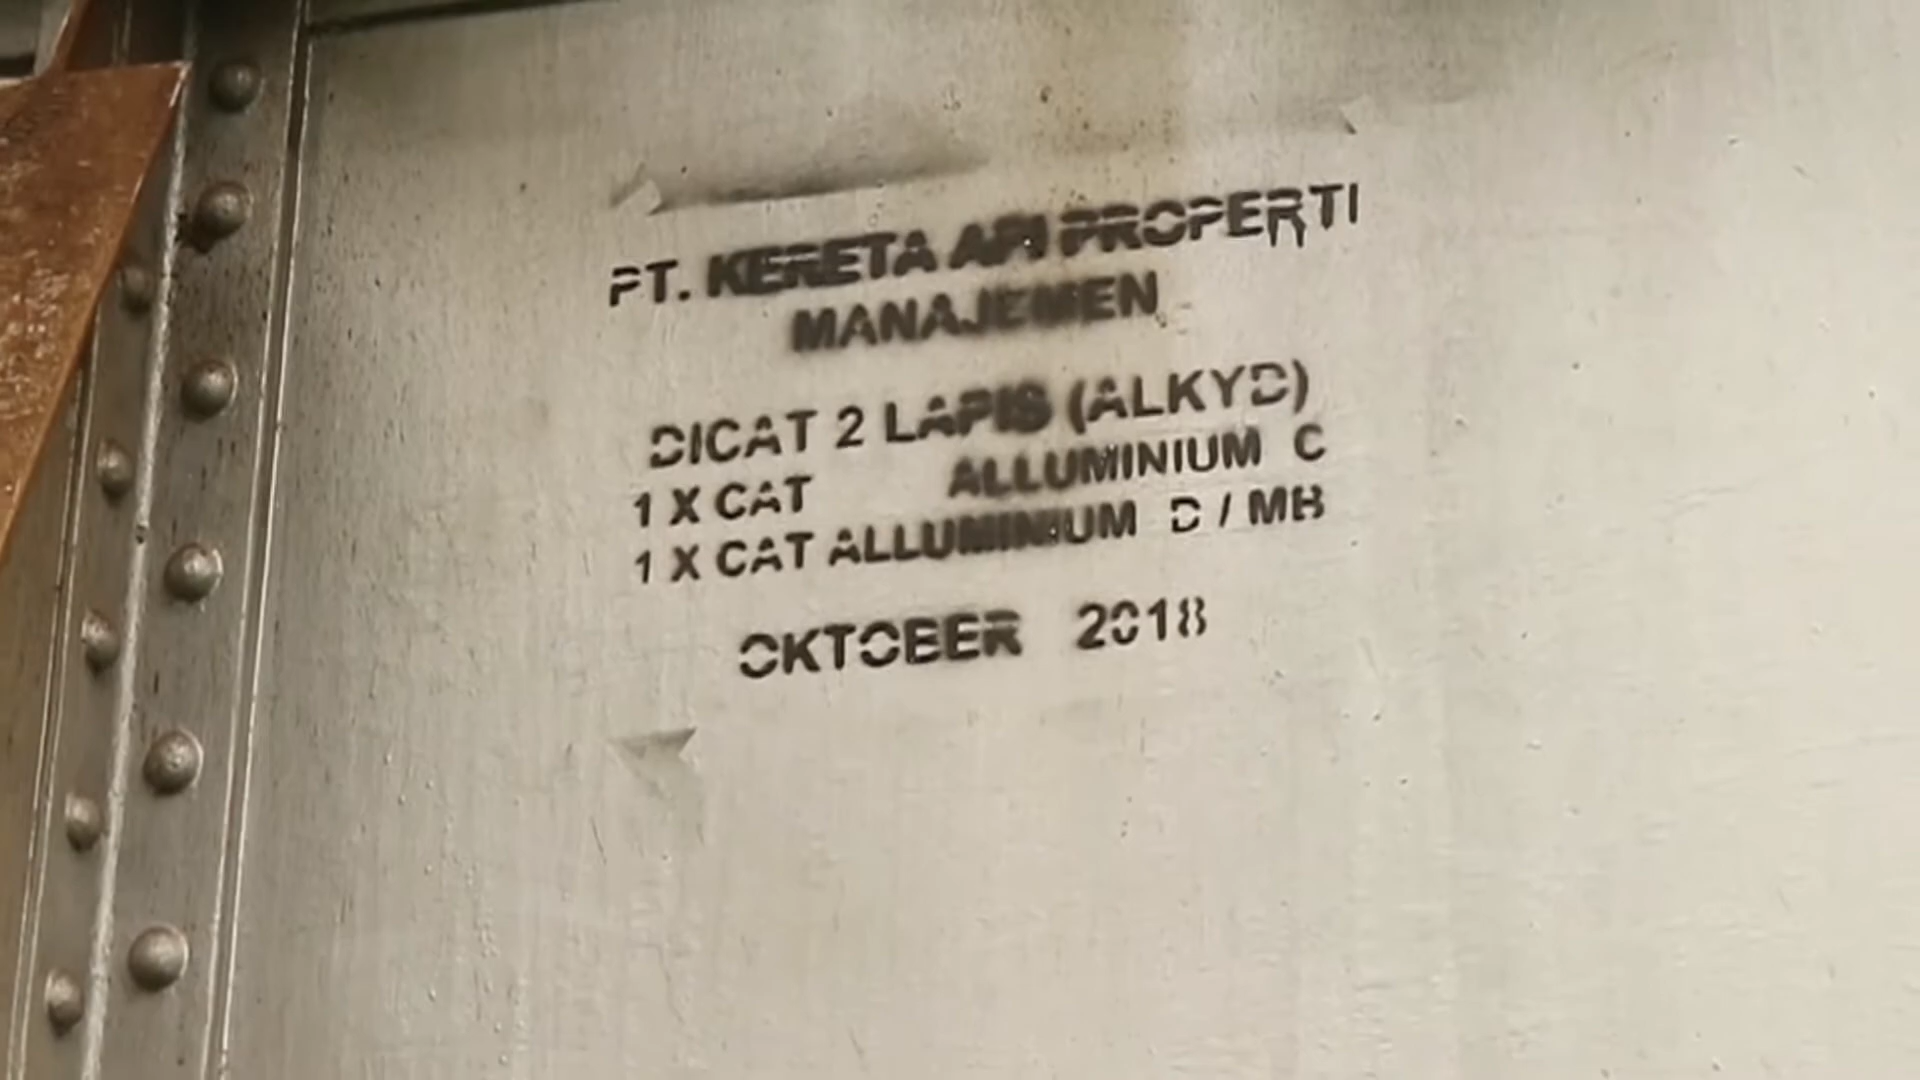 PT. KERETA API PROPERTI
MANAJEMEN
DICAT 2 LAPIS (ALKYD)
1 X CAT ALLUMINIUM C
1 X CAT ALLUMINIUM D / MB
OKTOBER 2018